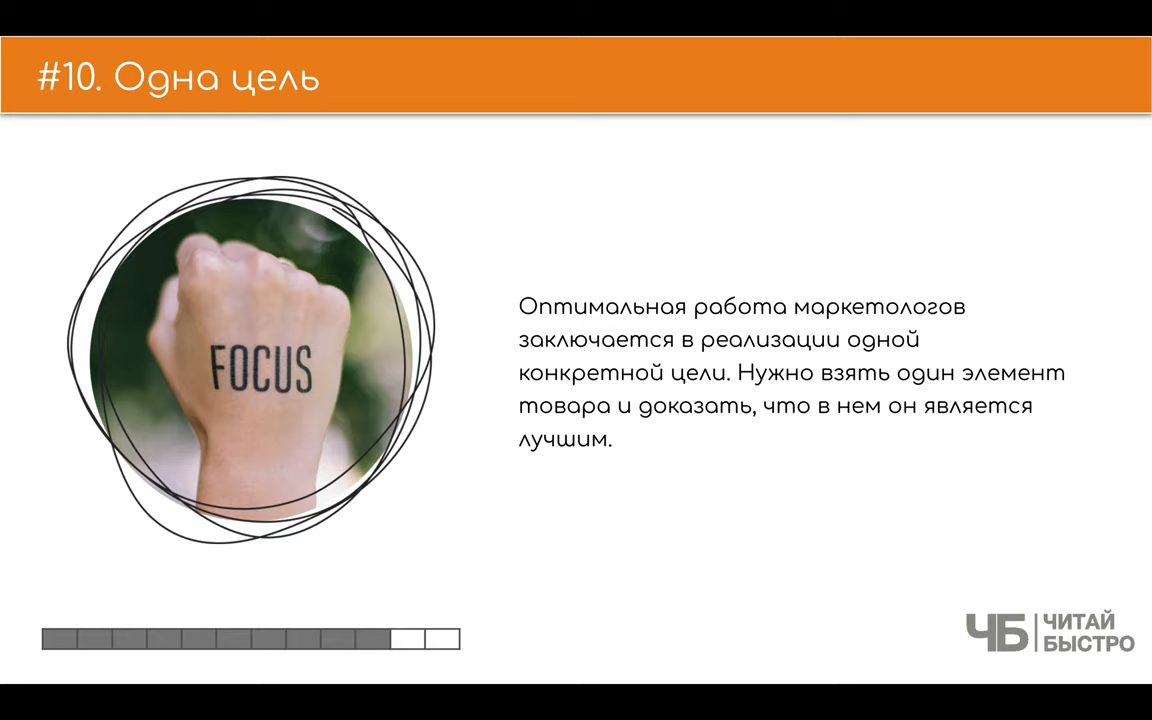 #10. Одна цель
FOCUS
Оптимальная работа маркетологов
заключается в реализации одной
конкретной цели. Нужно взять один элемент
товара и доказать, что в нем он является
лучшим.
ЧБ
ЧИТАЙ
БЫСТРО